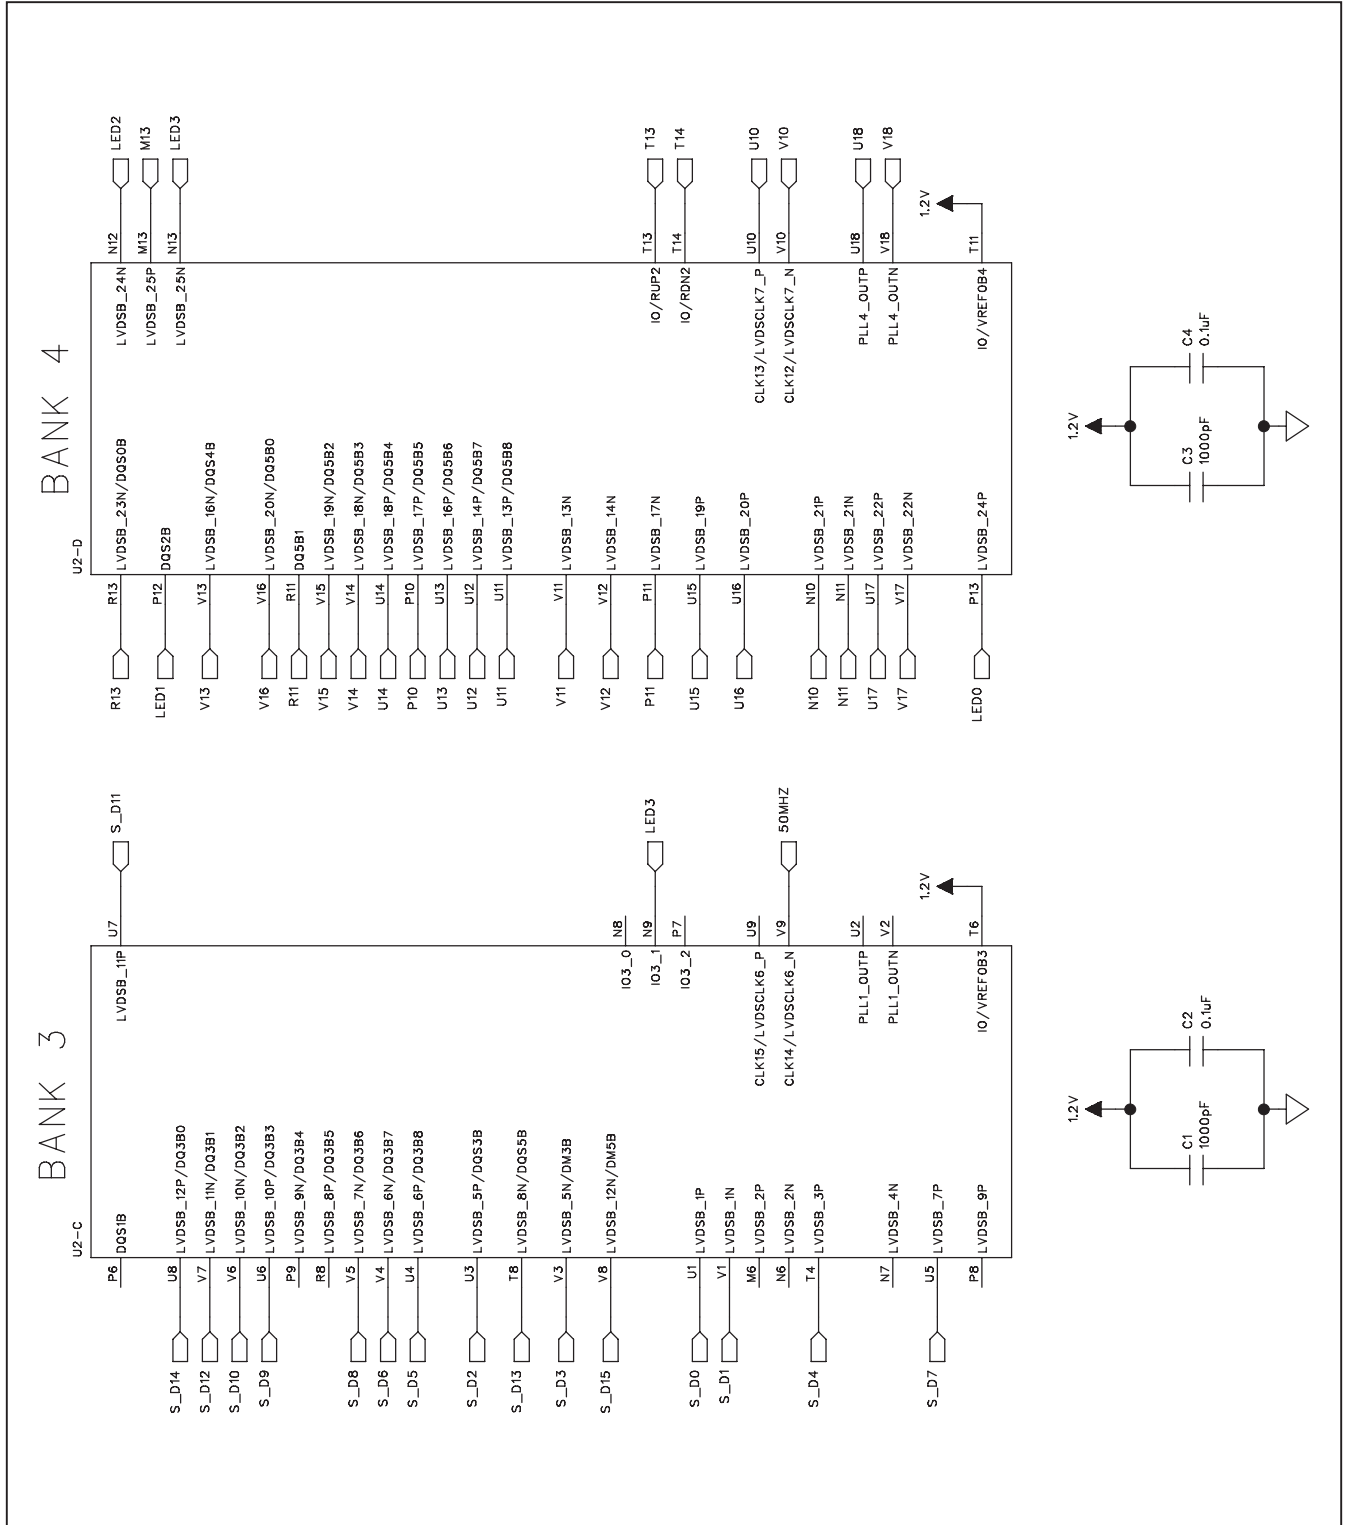 BANK 3
U2-C
P6 DQS1B
LVDSB_11P U7 S_D11
S_D14 U8 LVDSB_12P/DQ3B0
S_D12 V7 LVDSB_11N/DQ3B1
S_D10 V6 LVDSB_10N/DQ3B2
S_D9 U6 LVDSB_10P/DQ3B3
P9 LVDSB_9N/DQ3B4
R8 LVDSB_8P/DQ3B5
S_D8 V5 LVDSB_7N/DQ3B6
S_D6 V4 LVDSB_6N/DQ3B7
S_D5 U4 LVDSB_6P/DQ3B8
S_D2 U3 LVDSB_5P/DQS3B
S_D13 T8 LVDSB_8N/DQS5B
S_D3 V3 LVDSB_5N/DM3B
S_D15 V8 LVDSB_12N/DM5B
IO3_0 N8
IO3_1 N9 LED3
IO3_2 P7
S_D0 U1 LVDSB_1P
S_D1 V1 LVDSB_1N
M6 LVDSB_2P
CLK15/LVDSCLK6_P U9
N6 LVDSB_2N
CLK14/LVDSCLK6_N V9 50MHZ
S_D4 T4 LVDSB_3P
PLL1_OUTP U2
N7 LVDSB_4N
PLL1_OUTN V2
S_D7 U5 LVDSB_7P
1.2V
P8 LVDSB_9P
IO/VREF0B3 T6
1.2V
C1
1000pF
C2
0.1uF
BANK 4
U2-D
R13 R13 LVDSB_23N/DQS0B
LVDSB_24N N12 LED2
LVDSB_25P M13 M13
LED1 P12 DQS2B
LVDSB_25N N13 LED3
V13 V13 LVDSB_16N/DQS4B
V16 V16 LVDSB_20N/DQ5B0
R11 R11 DQ5B1
V15 V15 LVDSB_19N/DQ5B2
V14 V14 LVDSB_18N/DQ5B3
U14 U14 LVDSB_18P/DQ5B4
P10 P10 LVDSB_17P/DQ5B5
U13 U13 LVDSB_16P/DQ5B6
U12 U12 LVDSB_14P/DQ5B7
U11 U11 LVDSB_13P/DQ5B8
V11 V11 LVDSB_13N
V12 V12 LVDSB_14N
P11 P11 LVDSB_17N
IO/RUP2 T13 T13
IO/RDN2 T14 T14
U15 U15 LVDSB_19P
U16 U16 LVDSB_20P
CLK13/LVDSCLK7_P U10 U10
CLK12/LVDSCLK7_N V10 V10
N10 N10 LVDSB_21P
N11 N11 LVDSB_21N
PLL4_OUTP U18 U18
U17 U17 LVDSB_22P
PLL4_OUTN V18 V18
V17 V17 LVDSB_22N
1.2V
LED0 P13 LVDSB_24P
IO/VREF0B4 T11
1.2V
C3
1000pF
C4
0.1uF